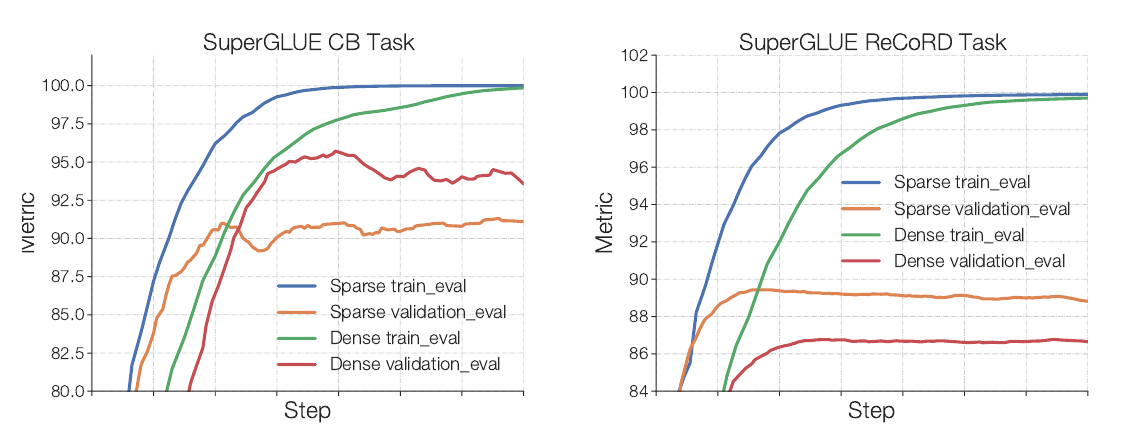 SuperGLUE CB Task
Metric
100.0
97.5
95.0
92.5
90.0
87.5
85.0
82.5
80.0
Sparse train_eval
Sparse validation_eval
Dense train_eval
Dense validation_eval
Step
SuperGLUE ReCoRD Task
Metric
102
100
98
96
94
92
90
88
86
84
Sparse train_eval
Sparse validation_eval
Dense train_eval
Dense validation_eval
Step